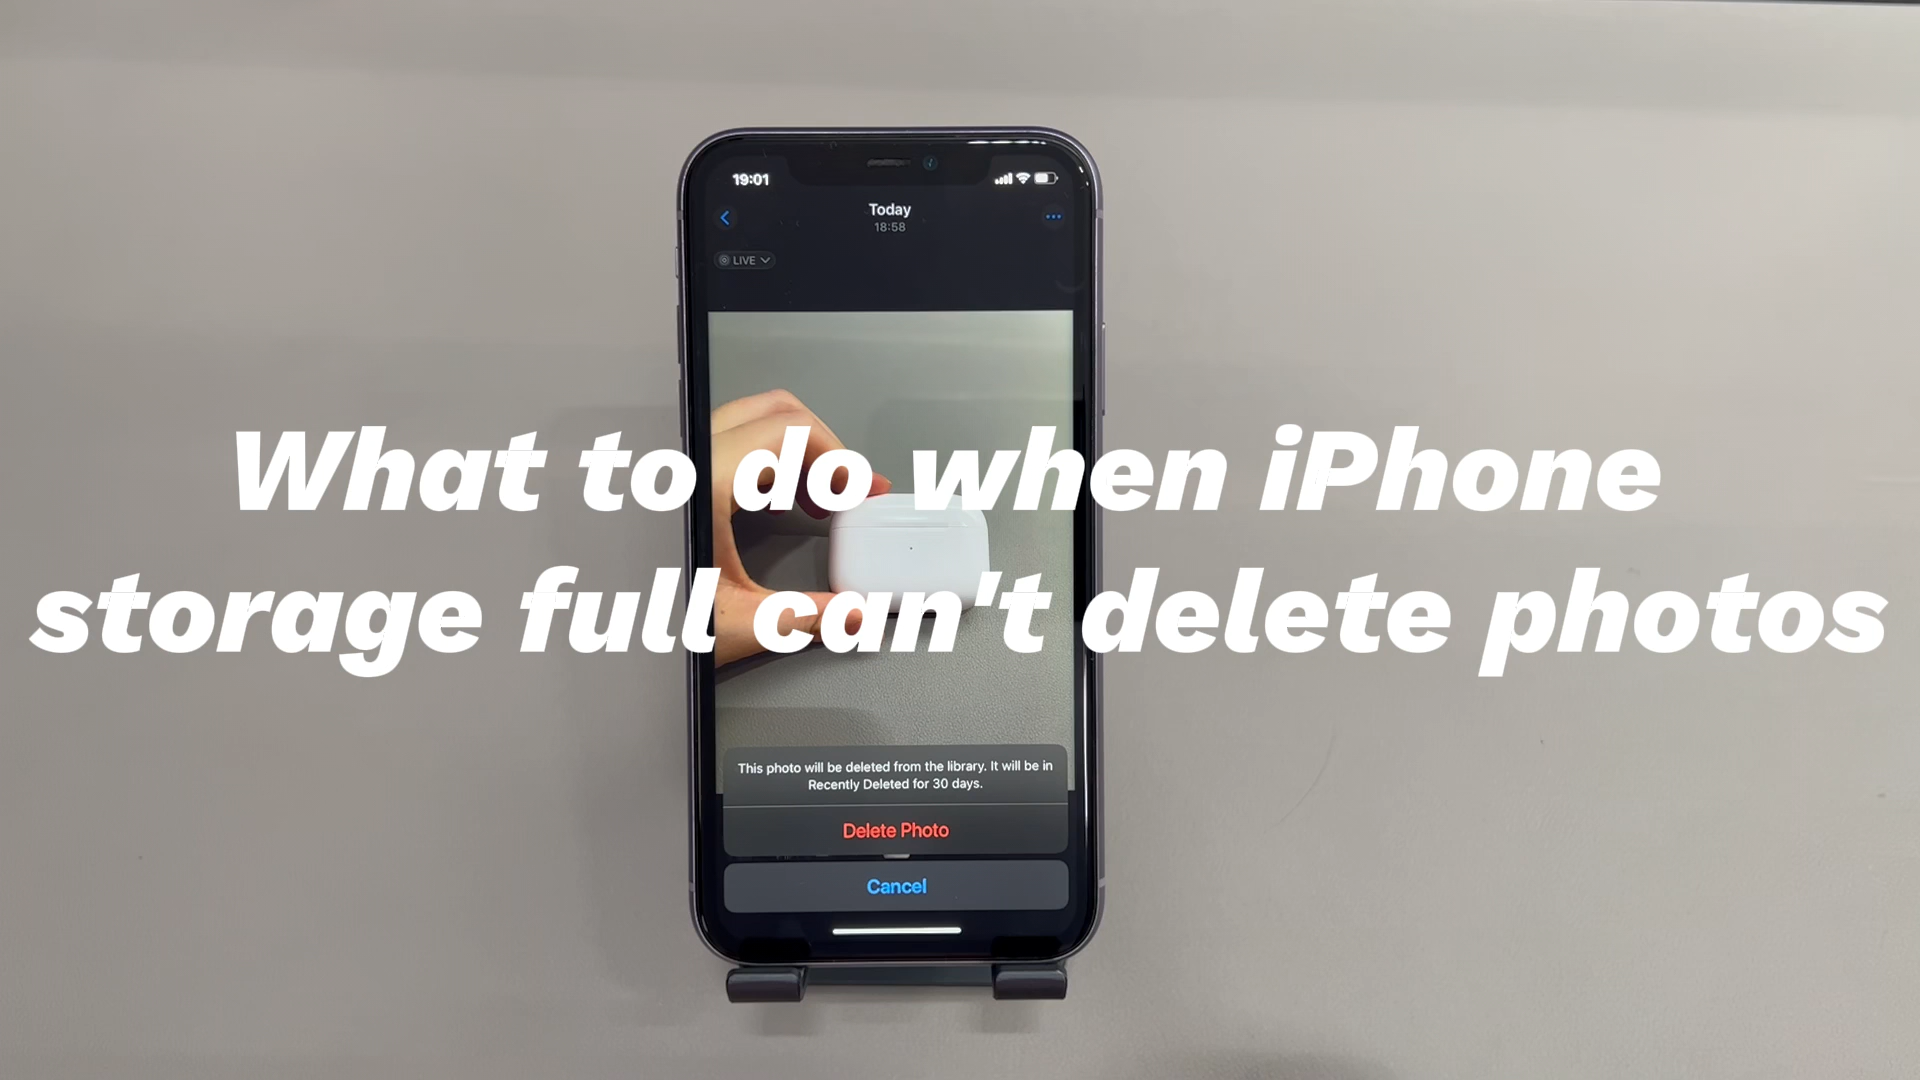 19:01
Today
18:58
LIVE
What to do when iPhone
storage full can't delete photos
This photo will be deleted from the library. It will be in
Recently Deleted for 30 days.
Delete Photo
Cancel